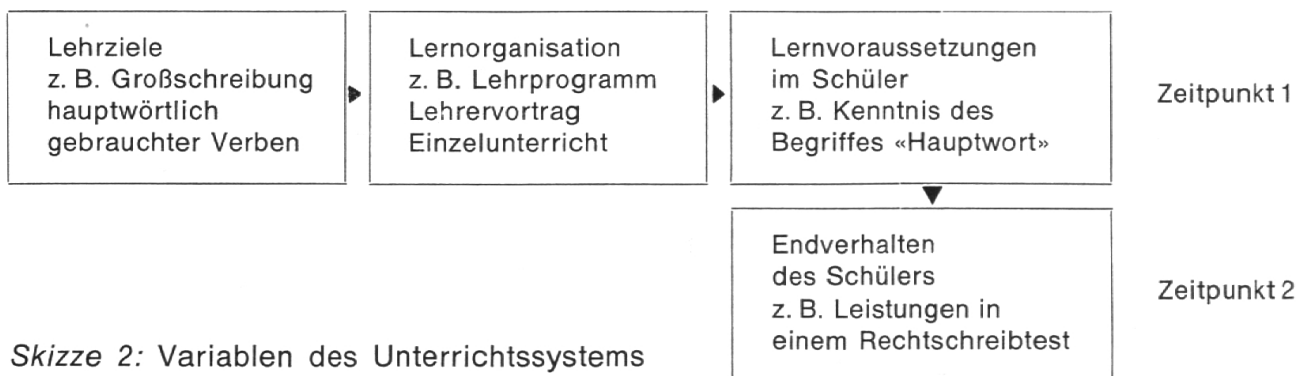 Lehrziele
z. B. Großschreibung
hauptwörtlich
gebrauchter Verben
Lernorganisation
z. B. Lehrprogramm
Lehrervortrag
Einzelunterricht
Lernvoraussetzungen
im Schüler
z. B. Kenntnis des
Begriffes «Hauptwort»
Zeitpunkt 1
Endverhalten
des Schülers
z. B. Leistungen in
einem Rechtschreibtest
Zeitpunkt 2
Skizze 2: Variablen des Unterrichtssystems